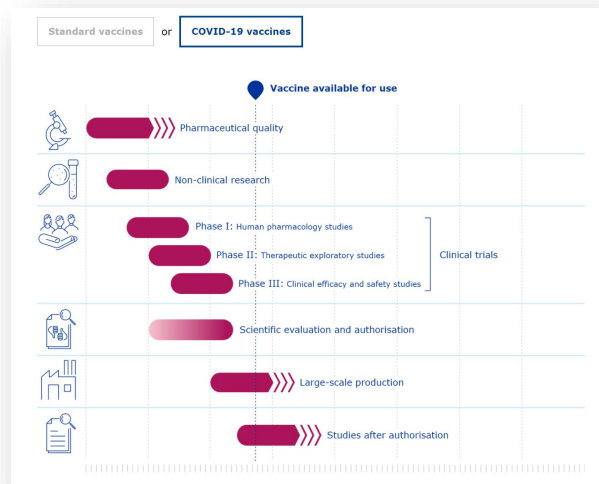 Standard vaccines or COVID-19 vaccines
Vaccine available for use
Pharmaceutical quality
Non-clinical research
Phase I: Human pharmacology studies
Phase II: Therapeutic exploratory studies
Clinical trials
Phase III: Clinical efficacy and safety studies
Scientific evaluation and authorisation
Large-scale production
Studies after authorisation